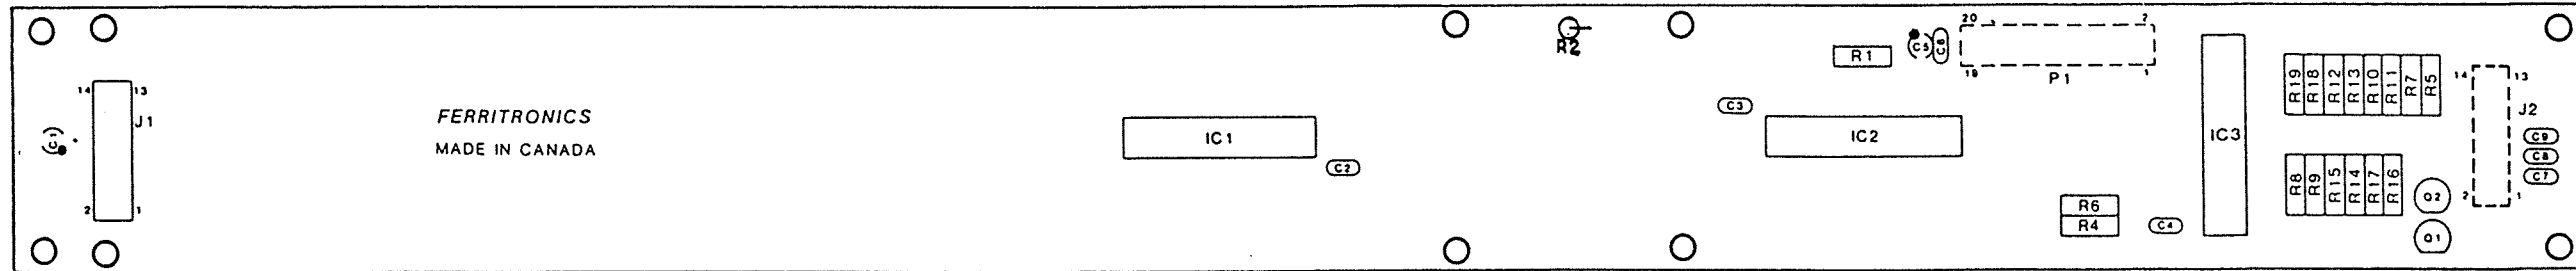 14 13
J1
C1
2 1
FERRITRONICS
MADE IN CANADA
IC1
C2
R2
C3
R1
C5
C6
20 2
19 1
P1
IC2
R6
R4
C4
IC3
R19
R18
R12
R13
R10
R11
R7
R5
R8
R9
R15
R14
R17
R16
Q2
Q1
14 13
J2
2 1
C9
C8
C7